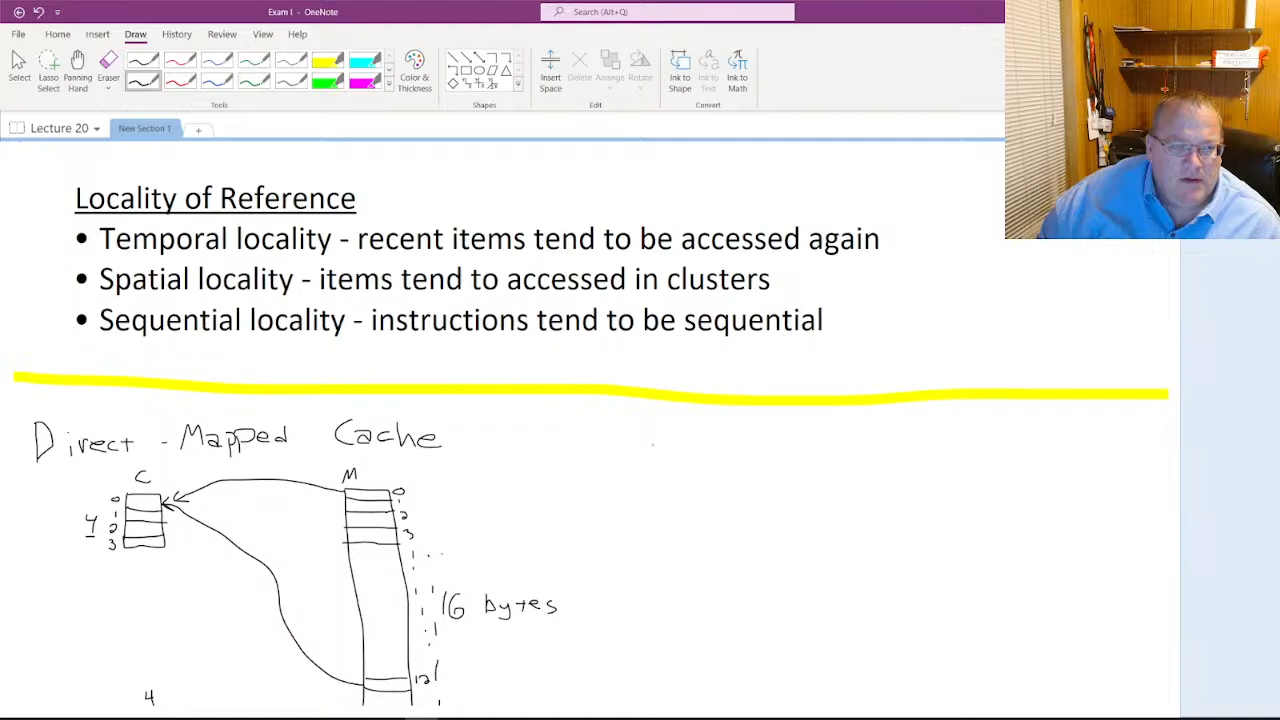 Exam I - OneNote
Search (Alt+Q)
File Home Insert Draw History Review View Help
Select
Lasso Select
Panning Hand
Eraser
Color & Thickness
Shapes
Insert Space
Delete
Arrange
Rotate
Ink to Shape
Ink to Text
Ink to Math
Tools
Shapes
Edit
Convert
Lecture 20
New Section 1
Locality of Reference
• Temporal locality - recent items tend to be accessed again
• Spatial locality - items tend to accessed in clusters
• Sequential locality - instructions tend to be sequential
Direct - Mapped Cache
C
M
0
1
2
3
4
0
1
2
3
16 bytes
12
4